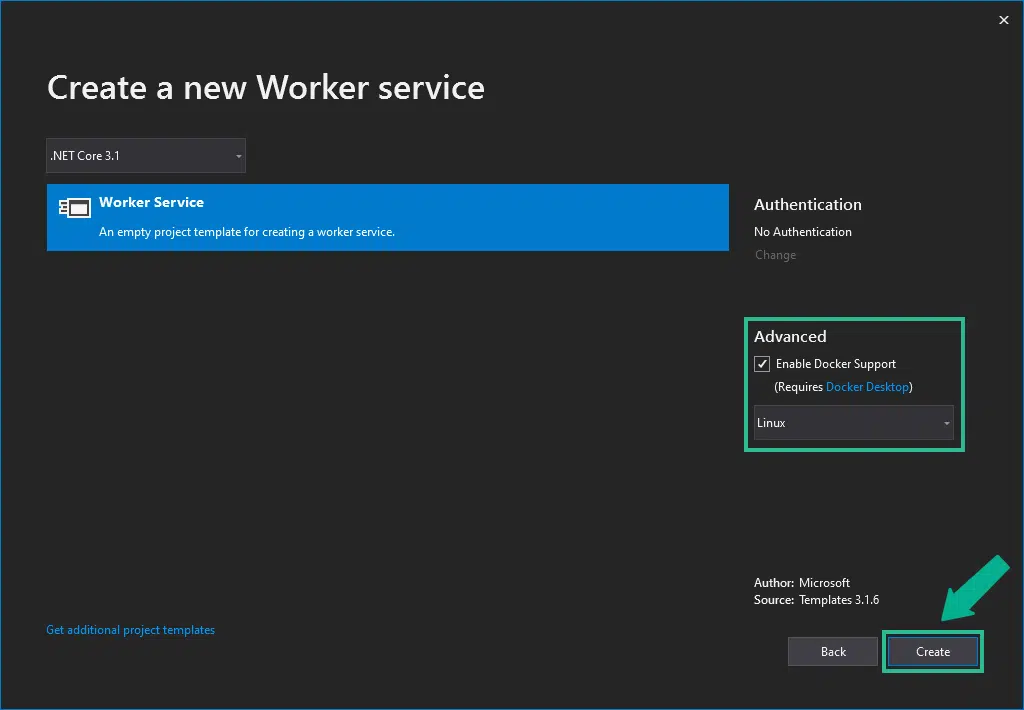 Create a new Worker service
.NET Core 3.1
Worker Service
An empty project template for creating a worker service.
Authentication
No Authentication
Change
Advanced
Enable Docker Support
(Requires Docker Desktop)
Linux
Author: Microsoft
Source: Templates 3.1.6
Get additional project templates
Back
Create